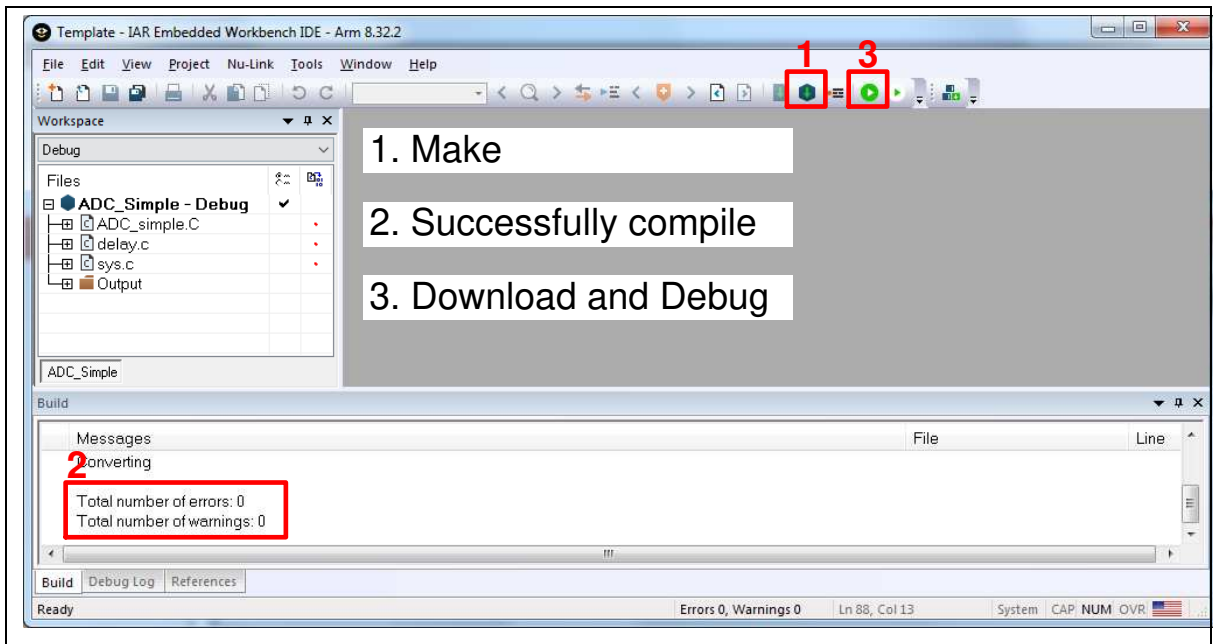 Template - IAR Embedded Workbench IDE - Arm 8.32.2
File Edit View Project Nu-Link Tools Window Help
1 3
Workspace
Debug
Files
ADC_Simple - Debug
ADC_simple.C
delay.c
sys.c
Output
ADC_Simple
1. Make
2. Successfully compile
3. Download and Debug
Build
Messages File Line
Converting
2
Total number of errors: 0
Total number of warnings: 0
Build Debug Log References
Ready Errors 0, Warnings 0 Ln 88, Col 13 System CAP NUM OVR